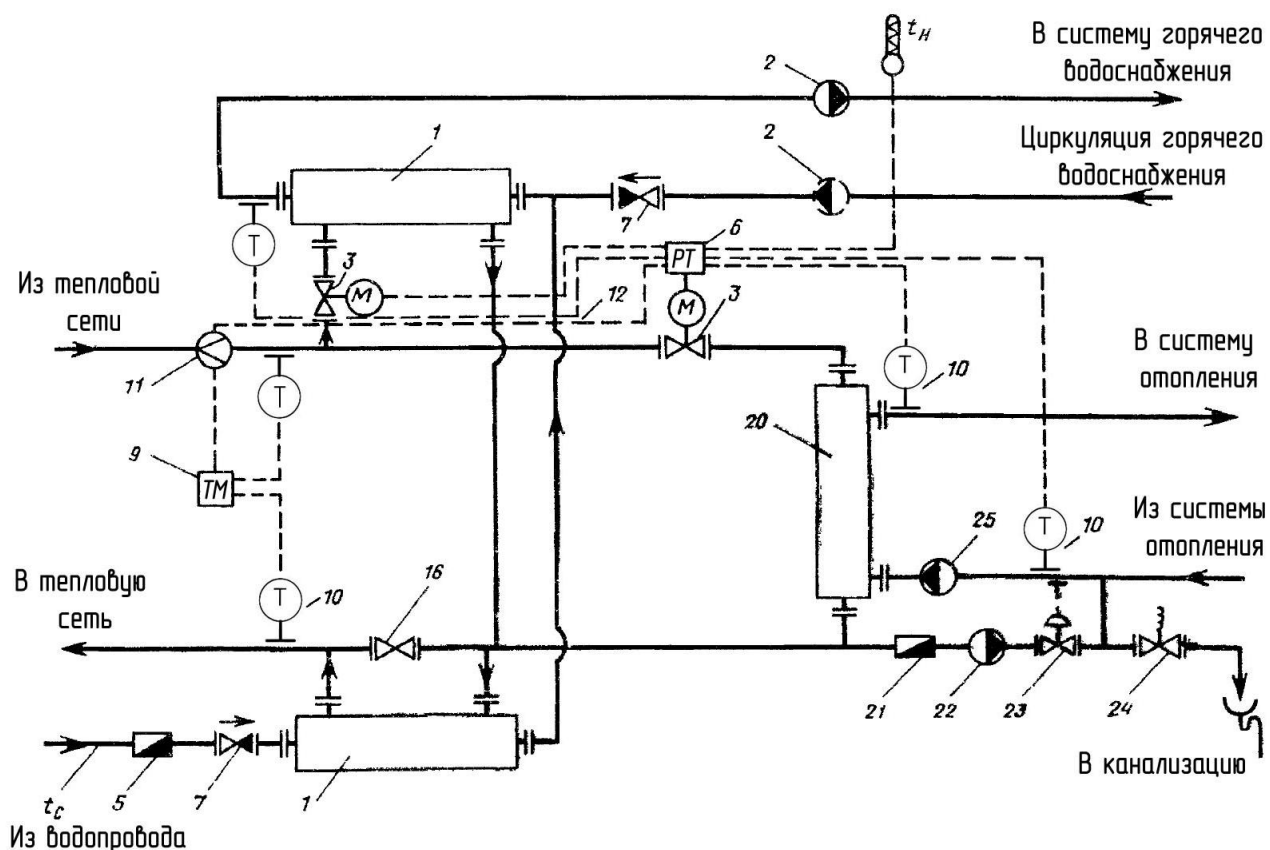 t_н
В систему горячего
водоснабжения
2
1
2
Циркуляция горячего
водоснабжения
7
6
T
РТ
3
М
М
12
3
Из тепловой
сети
11
T
T
10
В систему
отопления
20
9
ТМ
T
10
Из системы
отопления
25
В тепловую
сеть
T
10
16
21
22
23
24
В канализацию
t_c
5
7
1
Из водопровода